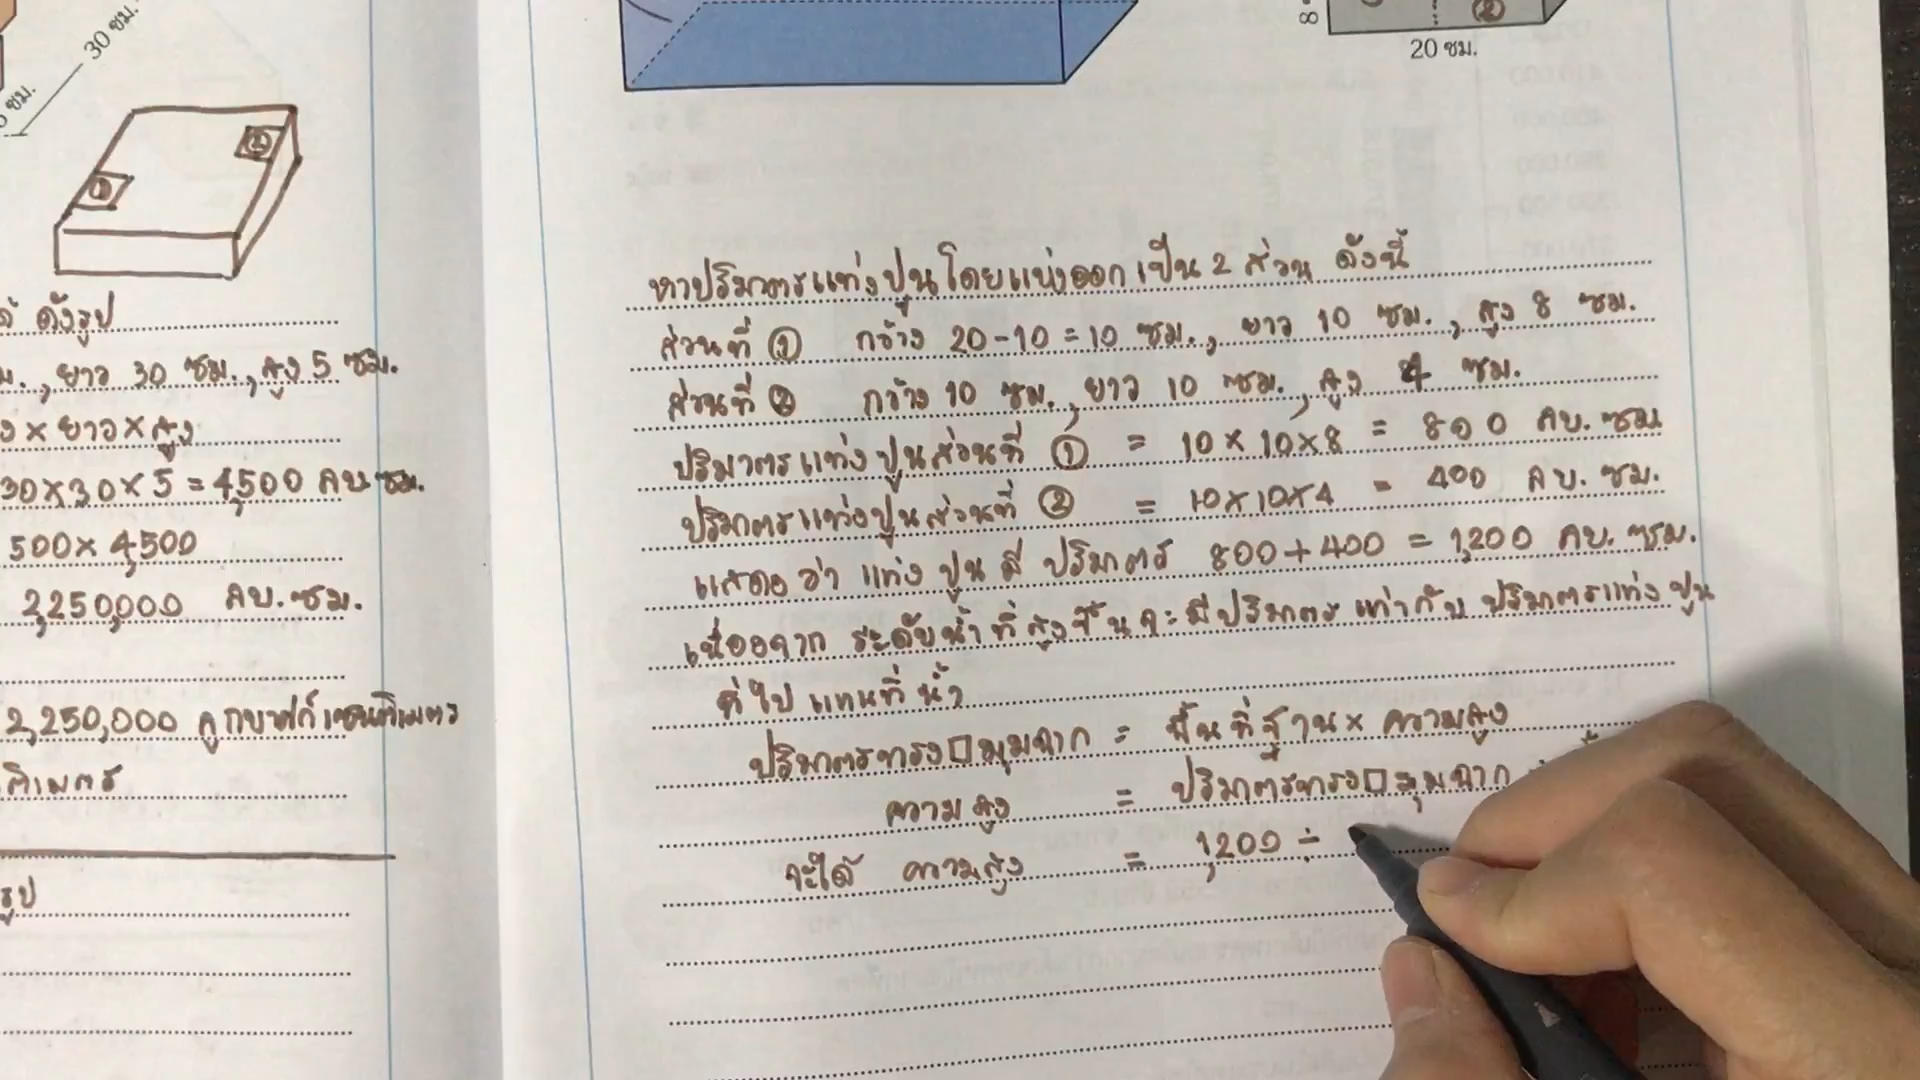 30 ซม.
ซม.
ดังรูป
ม., ยาว 30 ซม., สูง 5 ซม.
× ยาว × สูง
30×30×5 = 4,500 ลบ.ซม.
500 × 4,500
2,250,000 ลบ.ซม.
2,250,000 ลูกบาศก์เซนติเมตร
ติเมตร
รูป
8
②
20 ซม.
หาปริมาตรแท่งปูนโดยแบ่งออกเป็น 2 ส่วน ดังนี้
ส่วนที่ ① กว้าง 20-10 = 10 ซม., ยาว 10 ซม., สูง 8 ซม.
ส่วนที่ ② กว้าง 10 ซม., ยาว 10 ซม., สูง 4 ซม.
ปริมาตรแท่งปูนส่วนที่ ① = 10×10×8 = 800 ลบ.ซม
ปริมาตรแท่งปูนส่วนที่ ② = 10×10×4 = 400 ลบ.ซม.
แสดงว่า แท่งปูนมีปริมาตร 800+400 = 1,200 ลบ.ซม.
เนื่องจาก ระดับน้ำที่สูงขึ้นจะมีปริมาตรเท่ากับปริมาตรแท่งปูน
ที่ไปแทนที่น้ำ
ปริมาตรทรง□มุมฉาก = พื้นที่ฐาน × ความสูง
ความสูง = ปริมาตรทรง□มุมฉาก
จะได้ ความสูง = 1,200 ÷